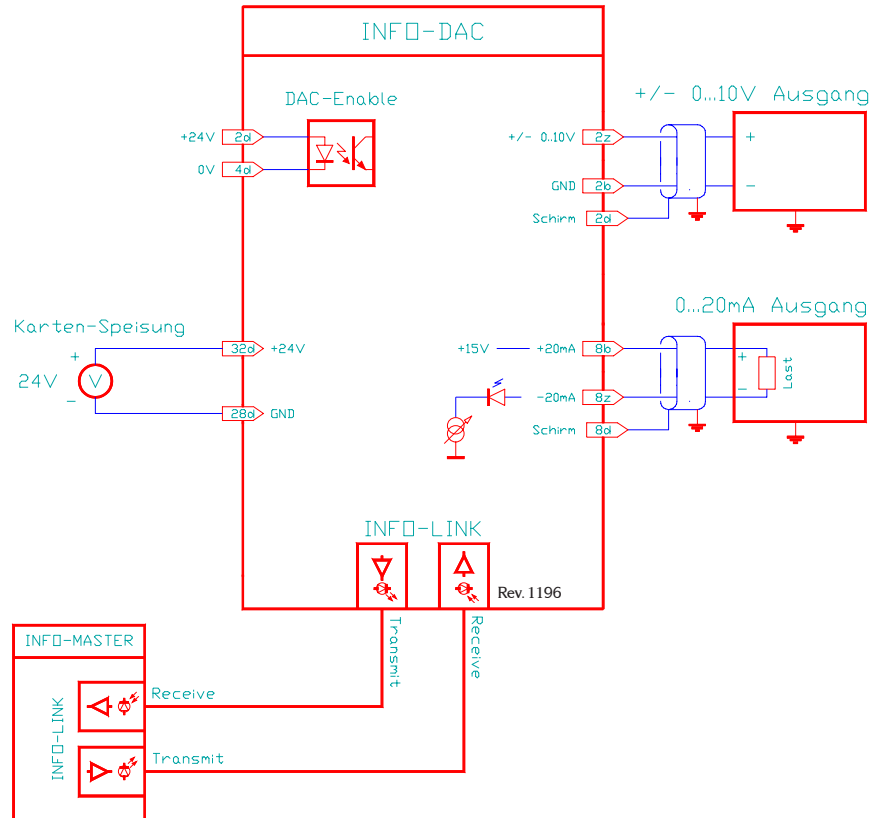 INFO-DAC
DAC-Enable
+/- 0...10V Ausgang
+24V 2d
0V 4d
+/- 0..10V 2z
+
GND 2b
-
Schirm 2d
0...20mA Ausgang
Karten-Speisung
+
24V V
-
32d +24V
28d GND
+15V +20mA 8b
+
-20mA 8z
-
Last
Schirm 8d
INFO-LINK
Rev. 1196
Transmit
Receive
INFO-MASTER
INFO-LINK
Receive
Transmit